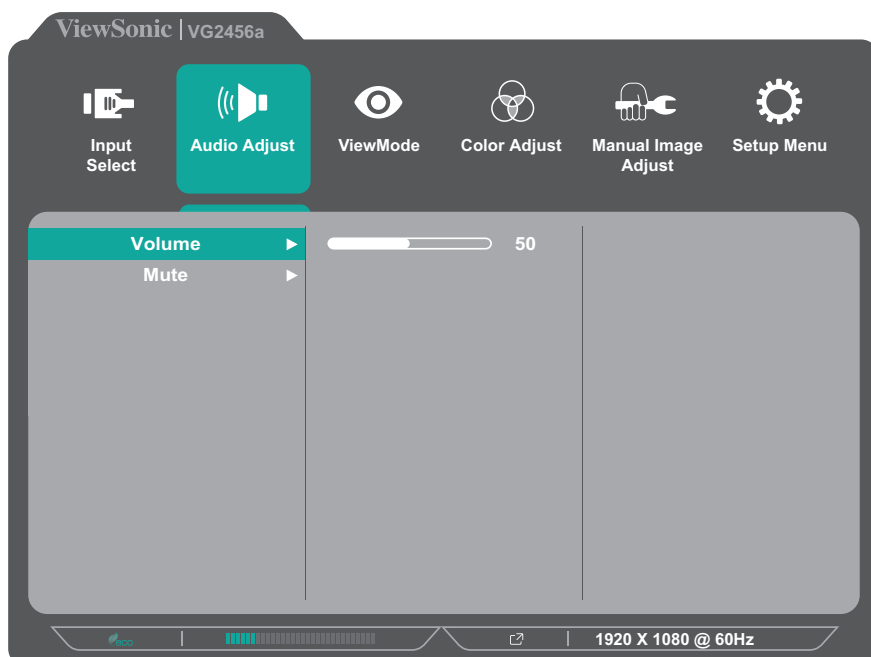 ViewSonic | VG2456a
Input Select
Audio Adjust
ViewMode
Color Adjust
Manual Image Adjust
Setup Menu
Volume
50
Mute
eco
1920 X 1080 @ 60Hz